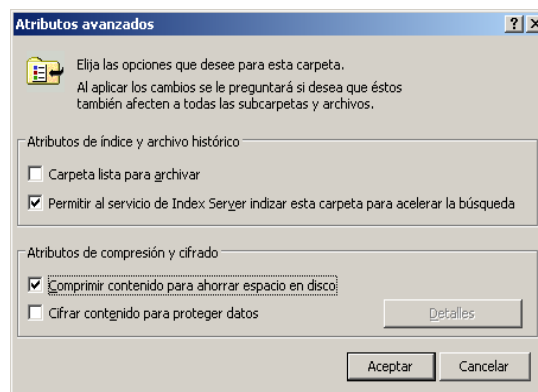 Atributos avanzados
Elija las opciones que desee para esta carpeta.
Al aplicar los cambios se le preguntará si desea que éstos
también afecten a todas las subcarpetas y archivos.
Atributos de índice y archivo histórico
Carpeta lista para archivar
Permitir al servicio de Index Server indizar esta carpeta para acelerar la búsqueda
Atributos de compresión y cifrado
Comprimir contenido para ahorrar espacio en disco
Cifrar contenido para proteger datos
Detalles
Aceptar
Cancelar